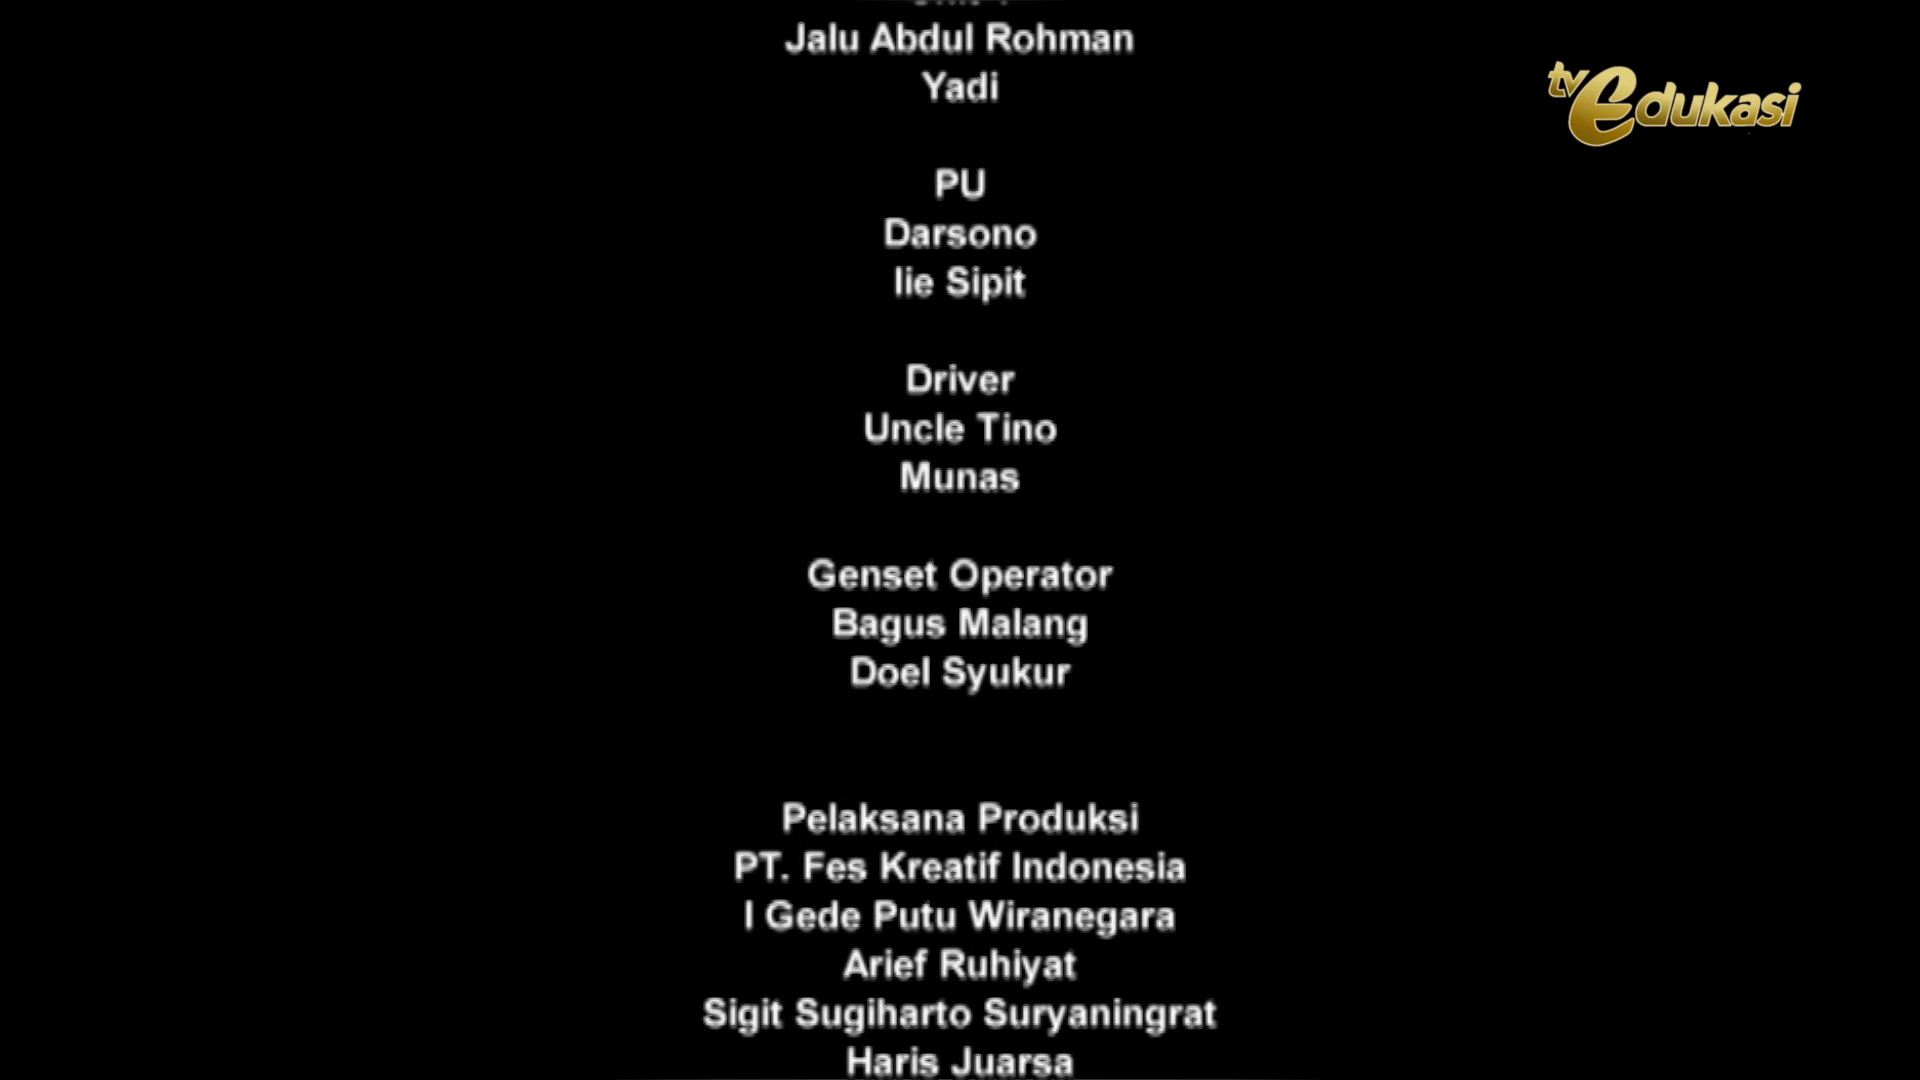 Jalu Abdul Rohman
Yadi
tv Edukasi
PU
Darsono
Iie Sipit
Driver
Uncle Tino
Munas
Genset Operator
Bagus Malang
Doel Syukur
Pelaksana Produksi
PT. Fes Kreatif Indonesia
I Gede Putu Wiranegara
Arief Ruhiyat
Sigit Sugiharto Suryaningrat
Haris Juarsa